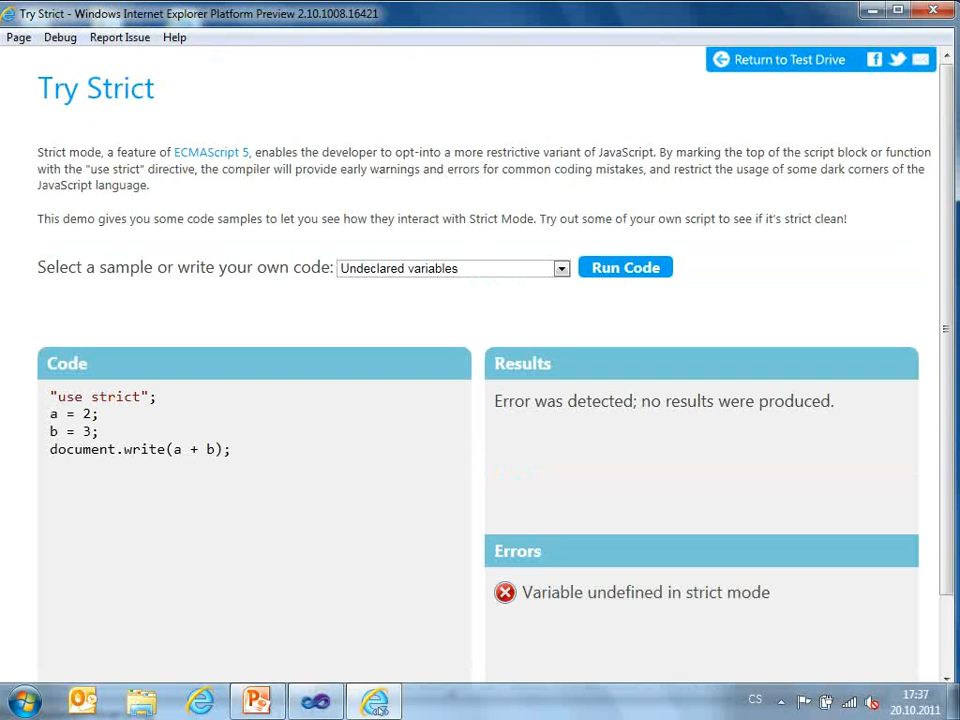 Try Strict - Windows Internet Explorer Platform Preview 2.10.1008.16421
Page Debug Report Issue Help
Return to Test Drive
Try Strict
Strict mode, a feature of ECMAScript 5, enables the developer to opt-into a more restrictive variant of JavaScript. By marking the top of the script block or function
with the "use strict" directive, the compiler will provide early warnings and errors for common coding mistakes, and restrict the usage of some dark corners of the
JavaScript language.
This demo gives you some code samples to let you see how they interact with Strict Mode. Try out some of your own script to see if it's strict clean!
Select a sample or write your own code: Undeclared variables Run Code
Code
"use strict";
a = 2;
b = 3;
document.write(a + b);
Results
Error was detected; no results were produced.
Errors
Variable undefined in strict mode
CS
17:37
20.10.2011